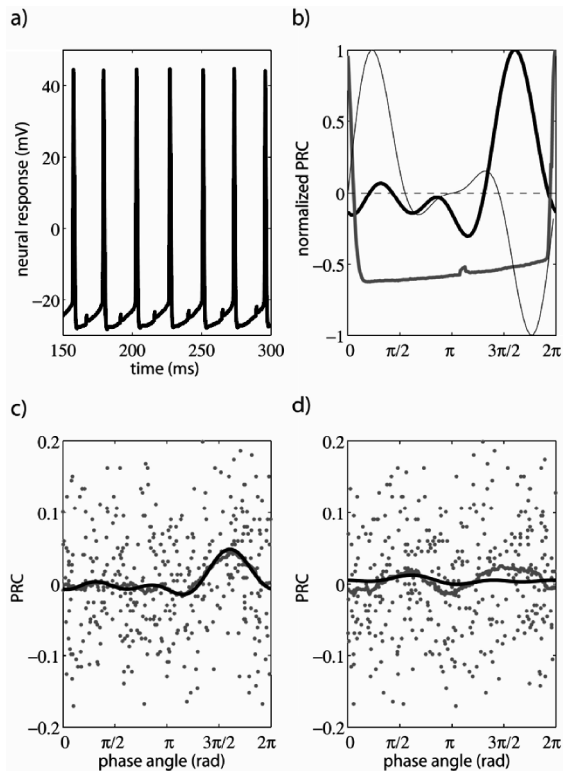 a)
neural response (mV)
40
20
0
−20
150
200
250
300
time (ms)
b)
normalized PRC
1
0.5
0
−0.5
−1
0
π/2
π
3π/2
2π
c)
PRC
0.2
0.1
0
−0.1
−0.2
0
π/2
π
3π/2
2π
phase angle (rad)
d)
PRC
0.2
0.1
0
−0.1
−0.2
0
π/2
π
3π/2
2π
phase angle (rad)